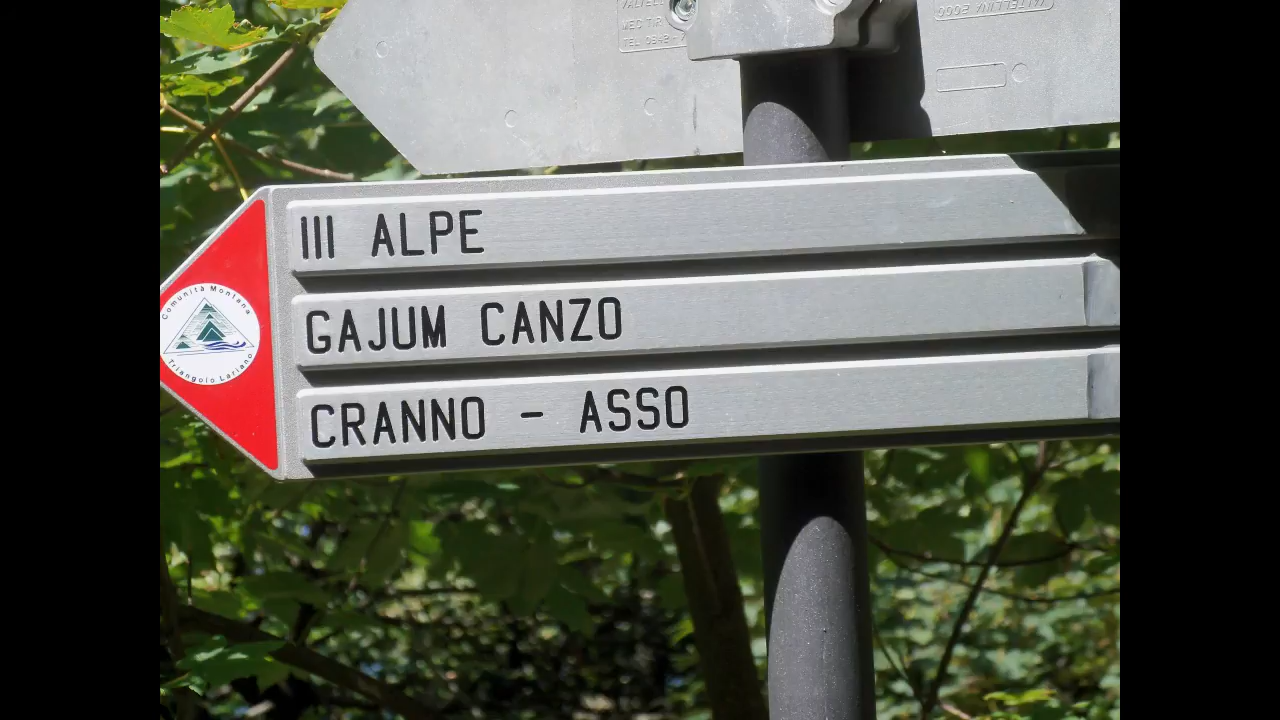 III ALPE
GAJUM CANZO
CRANNO - ASSO
Comunità Montana
Triangolo Lariano